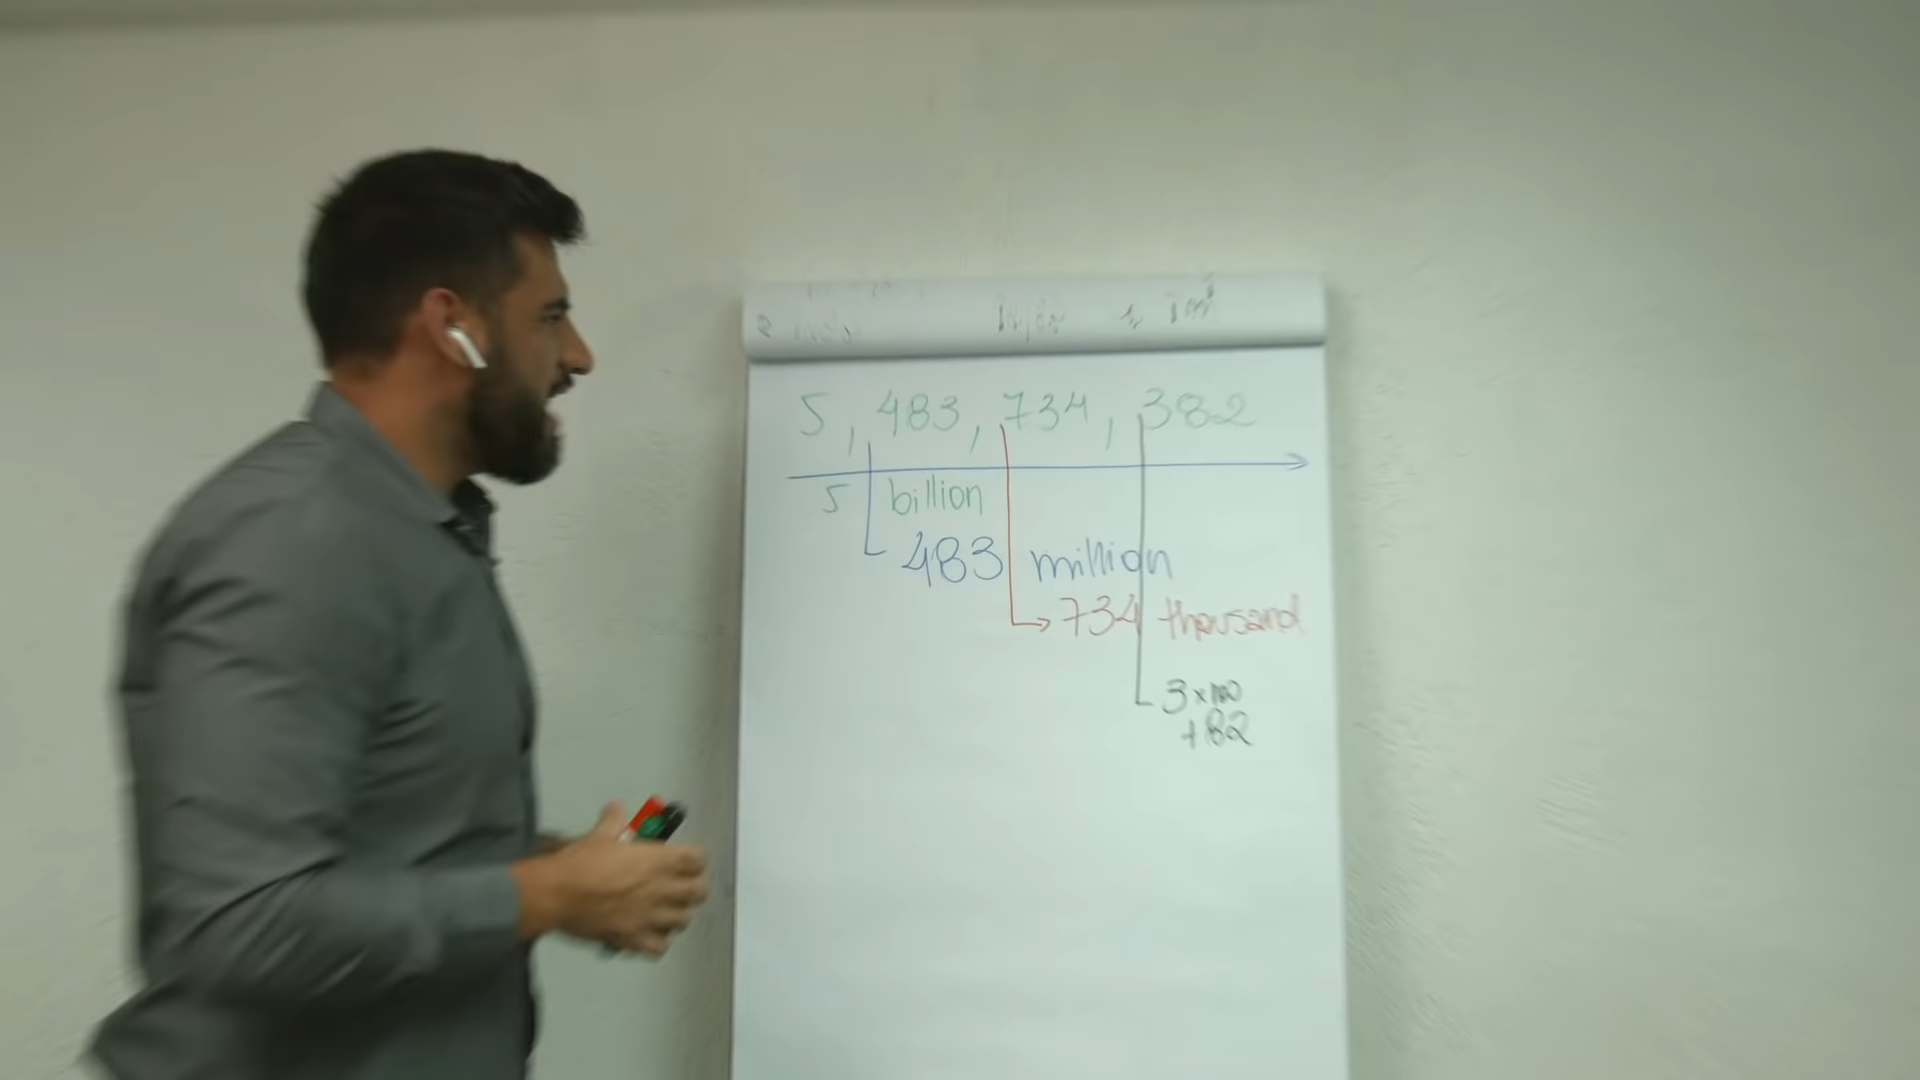 5, 483, 734, 382
5 billion
483 million
734 thousand
3 x 100
+ 82